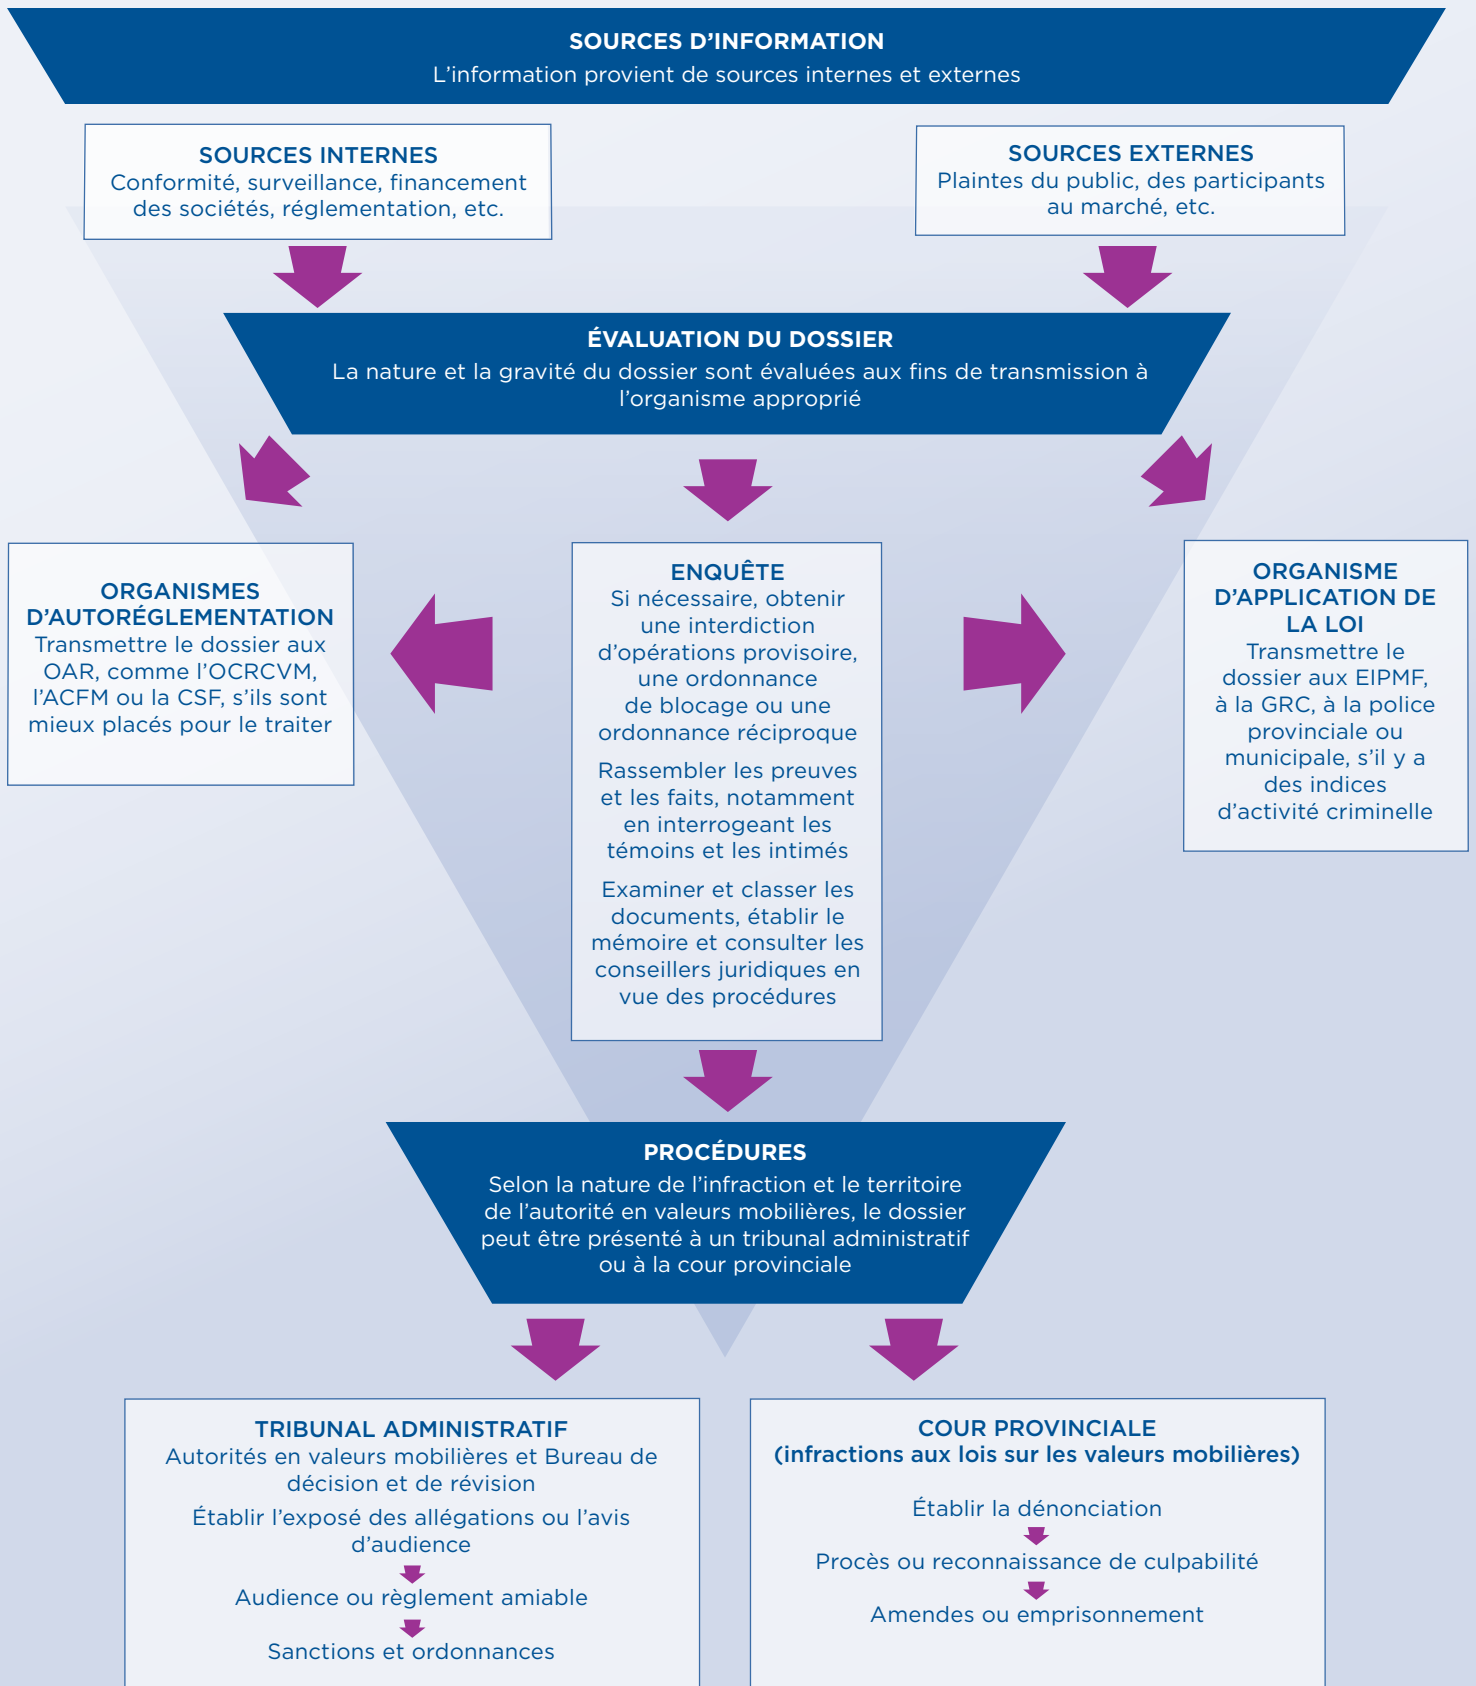 SOURCES D’INFORMATION
L’information provient de sources internes et externes
SOURCES INTERNES
Conformité, surveillance, financement
des sociétés, réglementation, etc.
SOURCES EXTERNES
Plaintes du public, des participants
au marché, etc.
ÉVALUATION DU DOSSIER
La nature et la gravité du dossier sont évaluées aux fins de transmission à
l’organisme approprié
ORGANISMES
D’AUTORÉGLEMENTATION
Transmettre le dossier aux
OAR, comme l’OCRCVM,
l’ACFM ou la CSF, s’ils sont
mieux placés pour le traiter
ENQUÊTE
Si nécessaire, obtenir
une interdiction
d’opérations provisoire,
une ordonnance
de blocage ou une
ordonnance réciproque
Rassembler les preuves
et les faits, notamment
en interrogeant les
témoins et les intimés
Examiner et classer les
documents, établir le
mémoire et consulter les
conseillers juridiques en
vue des procédures
ORGANISME
D’APPLICATION DE
LA LOI
Transmettre le
dossier aux EIPMF,
à la GRC, à la police
provinciale ou
municipale, s’il y a
des indices
d’activité criminelle
PROCÉDURES
Selon la nature de l’infraction et le territoire
de l’autorité en valeurs mobilières, le dossier
peut être présenté à un tribunal administratif
ou à la cour provinciale
TRIBUNAL ADMINISTRATIF
Autorités en valeurs mobilières et Bureau de
décision et de révision
Établir l’exposé des allégations ou l’avis
d’audience
Audience ou règlement amiable
Sanctions et ordonnances
COUR PROVINCIALE
(infractions aux lois sur les valeurs mobilières)
Établir la dénonciation
Procès ou reconnaissance de culpabilité
Amendes ou emprisonnement